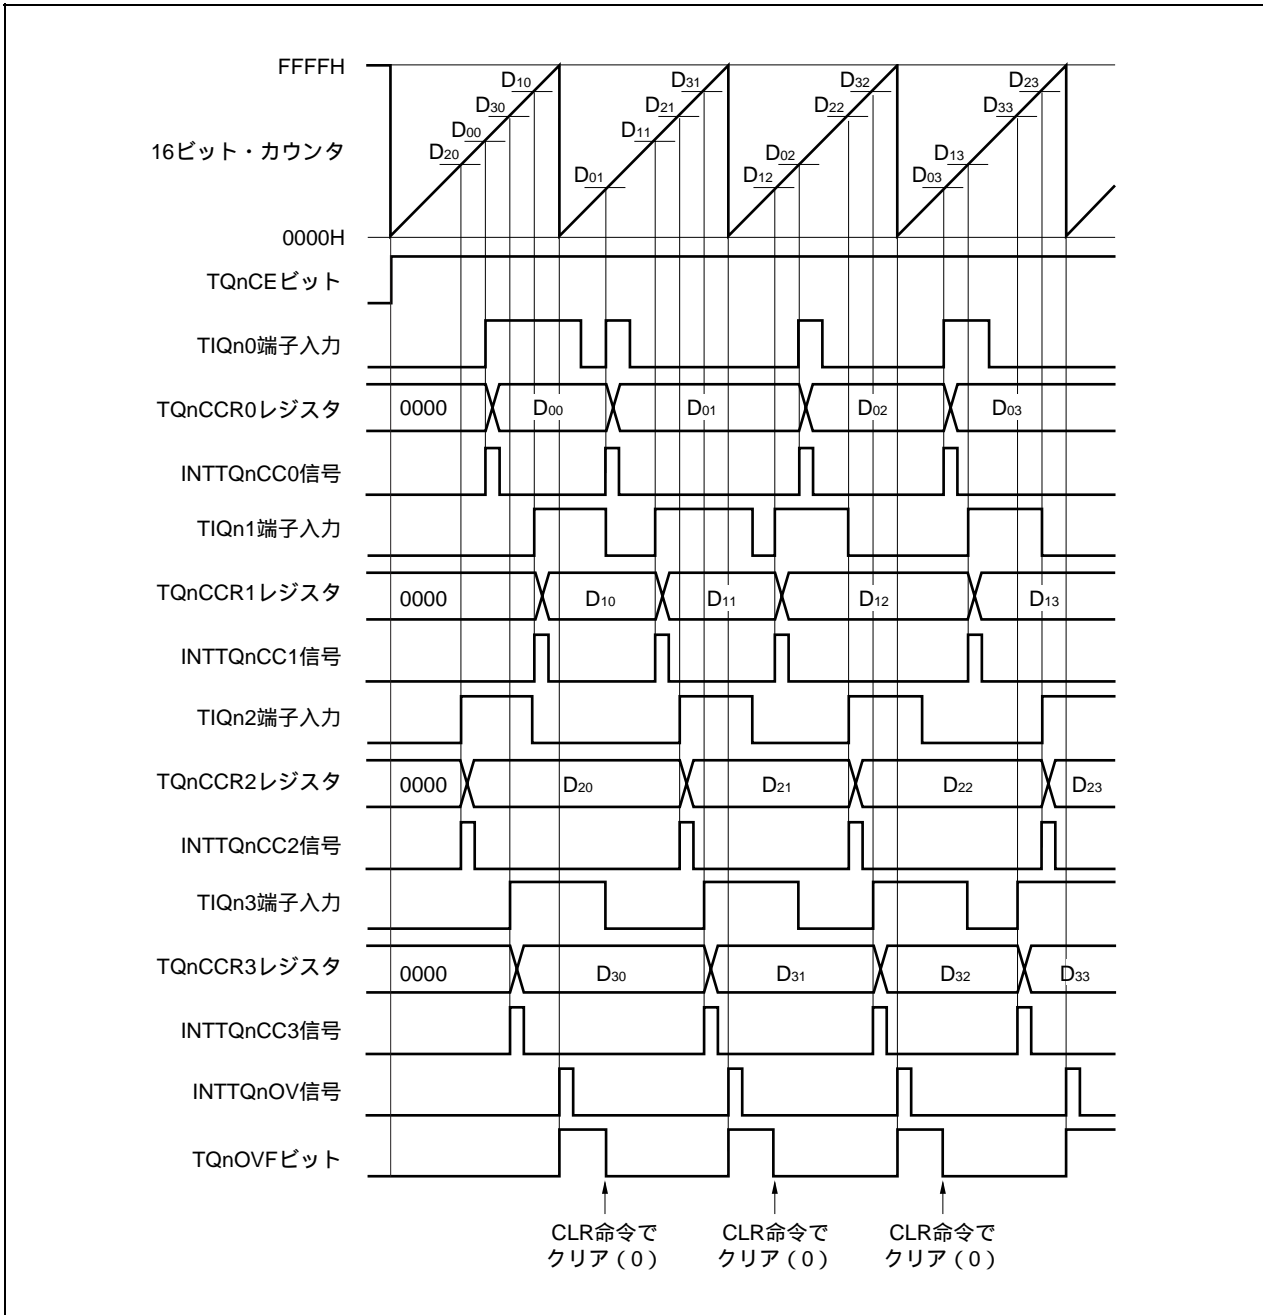 FFFFH
D10
D31
D32
D23
D30
D21
D22
D33
D00
D11
16ビット・カウンタ
D20
D02
D13
D01
D12
D03
0000H
TQnCEビット
TIQn0端子入力
TQnCCR0レジスタ
0000
D00
D01
D02
D03
INTTQnCC0信号
TIQn1端子入力
TQnCCR1レジスタ
0000
D10
D11
D12
D13
INTTQnCC1信号
TIQn2端子入力
TQnCCR2レジスタ
0000
D20
D21
D22
D23
INTTQnCC2信号
TIQn3端子入力
TQnCCR3レジスタ
0000
D30
D31
D32
D33
INTTQnCC3信号
INTTQnOV信号
TQnOVFビット
CLR命令で
クリア（0）
CLR命令で
クリア（0）
CLR命令で
クリア（0）